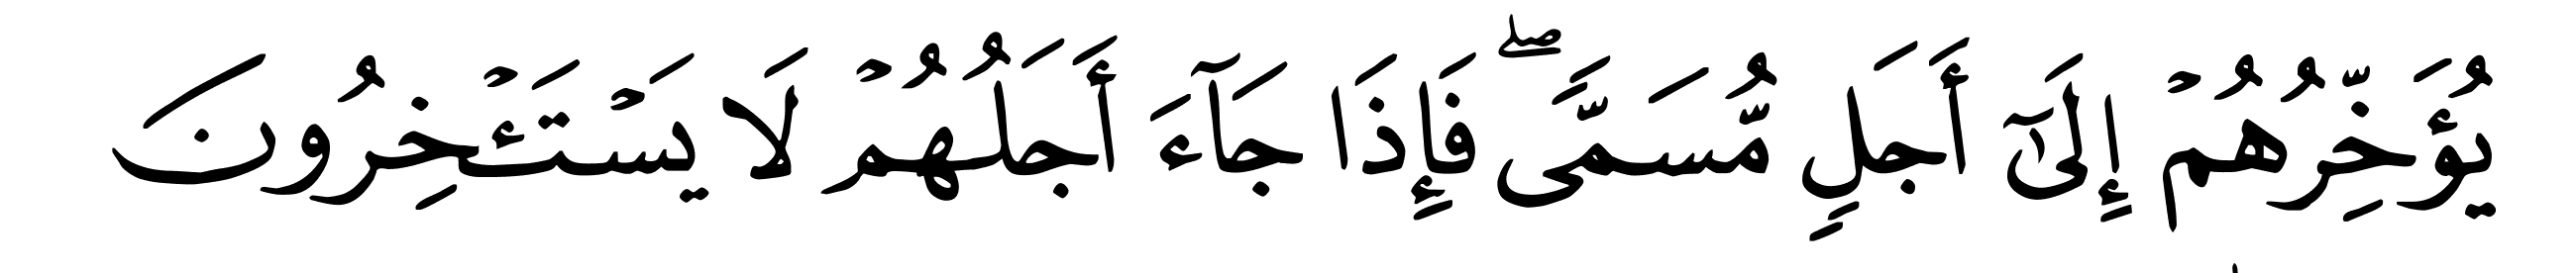 يُؤَخِّرُهُمْ إِلَىٰٓ أَجَلٍ مُّسَمًّى ۖ فَإِذَا جَآءَ أَجَلُهُمْ لَا يَسْتَـْٔخِرُونَ